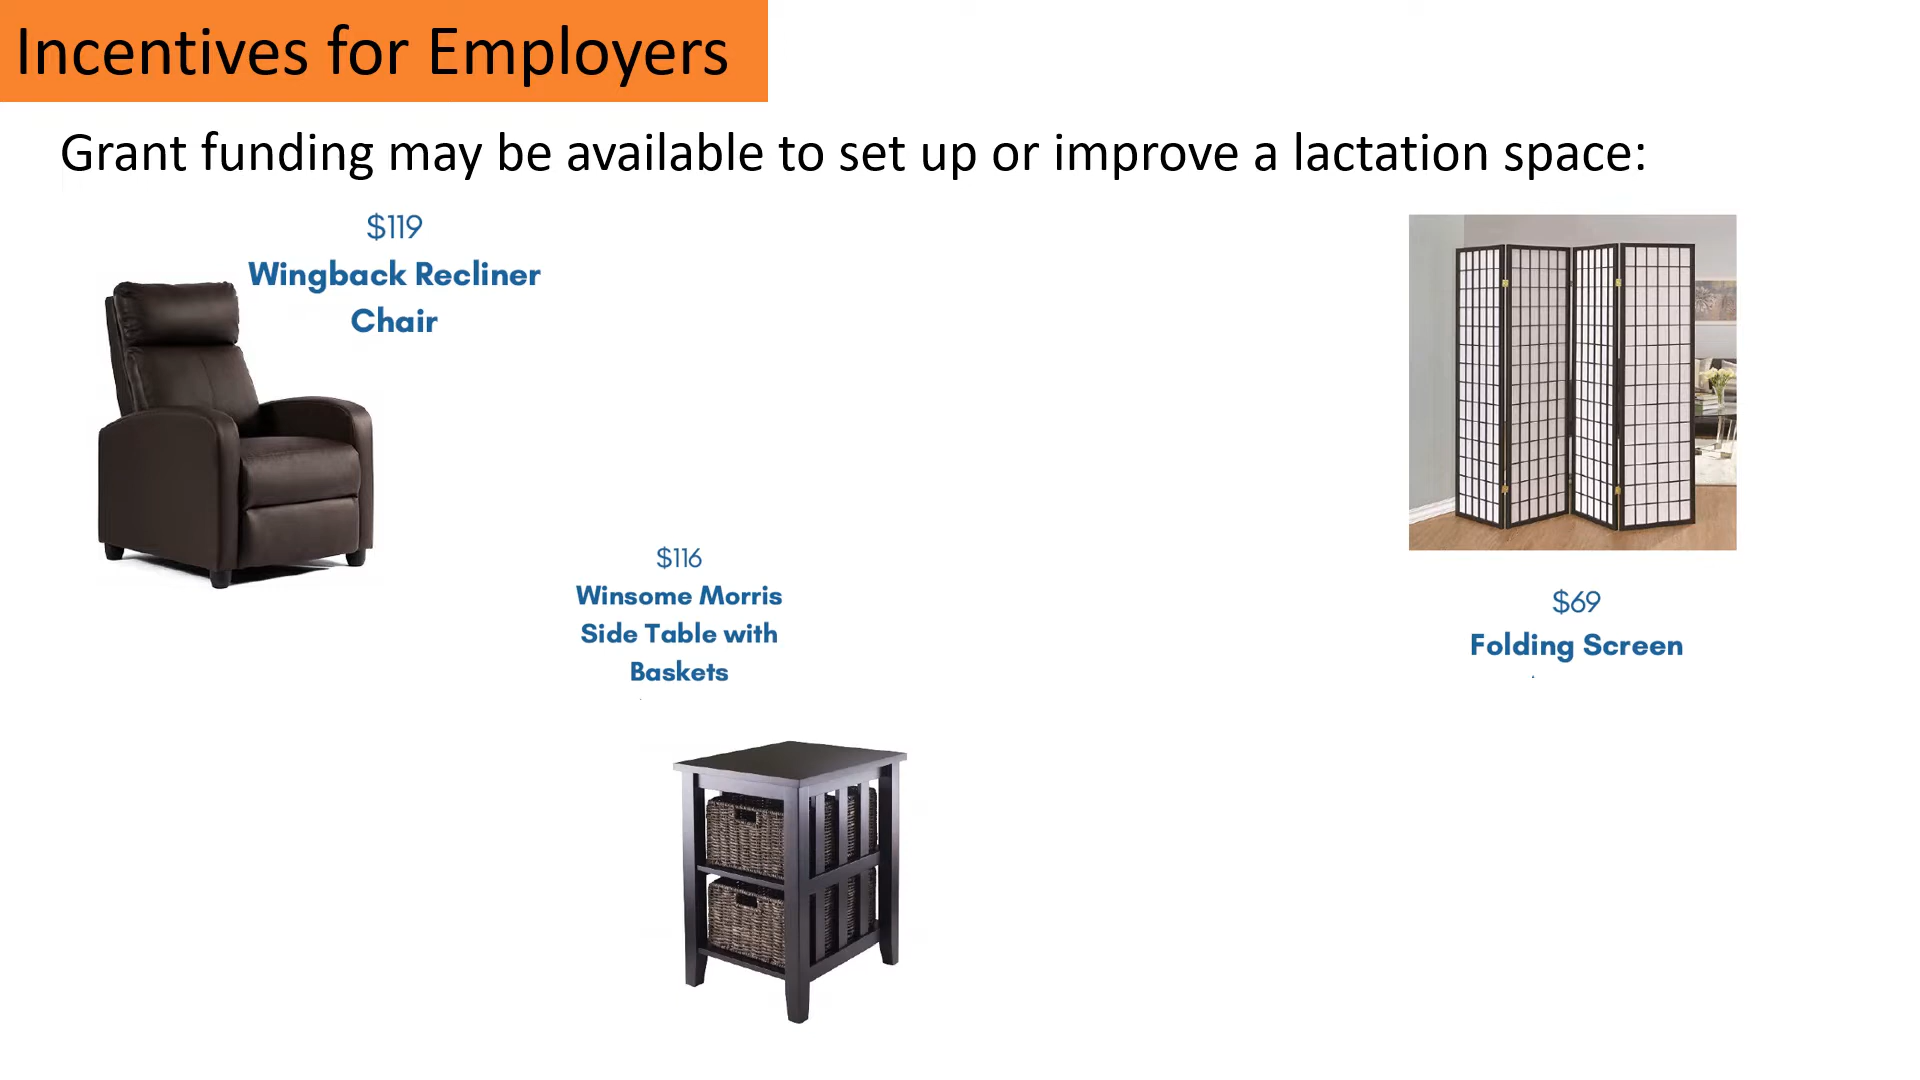 Incentives for Employers
Grant funding may be available to set up or improve a lactation space:
$119
Wingback Recliner
Chair
$116
Winsome Morris
Side Table with
Baskets
$69
Folding Screen